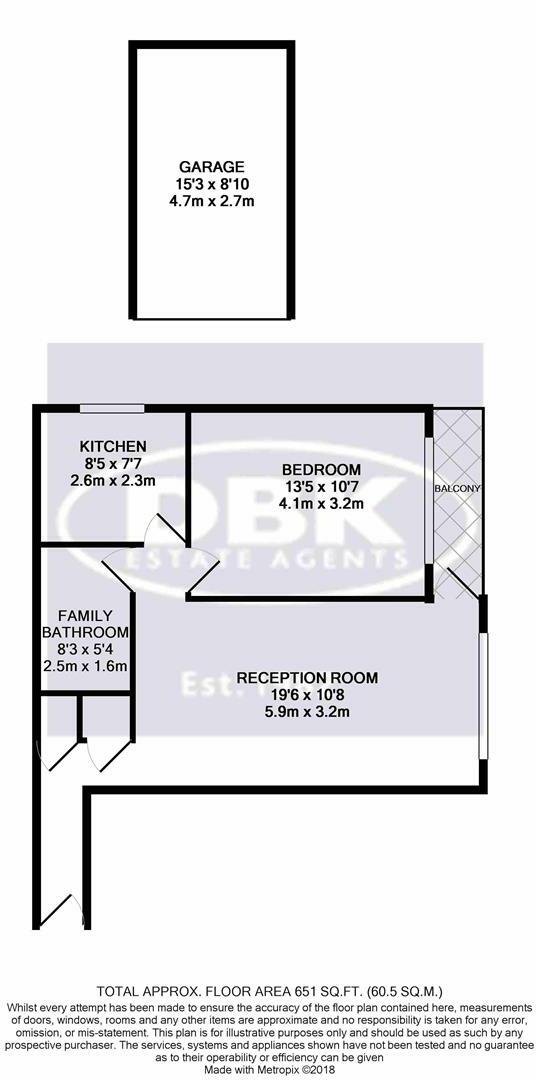 GARAGE
15'3 x 8'10
4.7m x 2.7m
KITCHEN
8'5 x 7'7
2.6m x 2.3m
BEDROOM
13'5 x 10'7
4.1m x 3.2m
BALCONY
DBK
ESTATE AGENTS
FAMILY
BATHROOM
8'3 x 5'4
2.5m x 1.6m
Est.
RECEPTION ROOM
19'6 x 10'8
5.9m x 3.2m
TOTAL APPROX. FLOOR AREA 651 SQ.FT. (60.5 SQ.M.)
Whilst every attempt has been made to ensure the accuracy of the floor plan contained here, measurements
of doors, windows, rooms and any other items are approximate and no responsibility is taken for any error,
omission, or mis-statement. This plan is for illustrative purposes only and should be used as such by any
prospective purchaser. The services, systems and appliances shown have not been tested and no guarantee
as to their operability or efficiency can be given
Made with Metropix ©2018